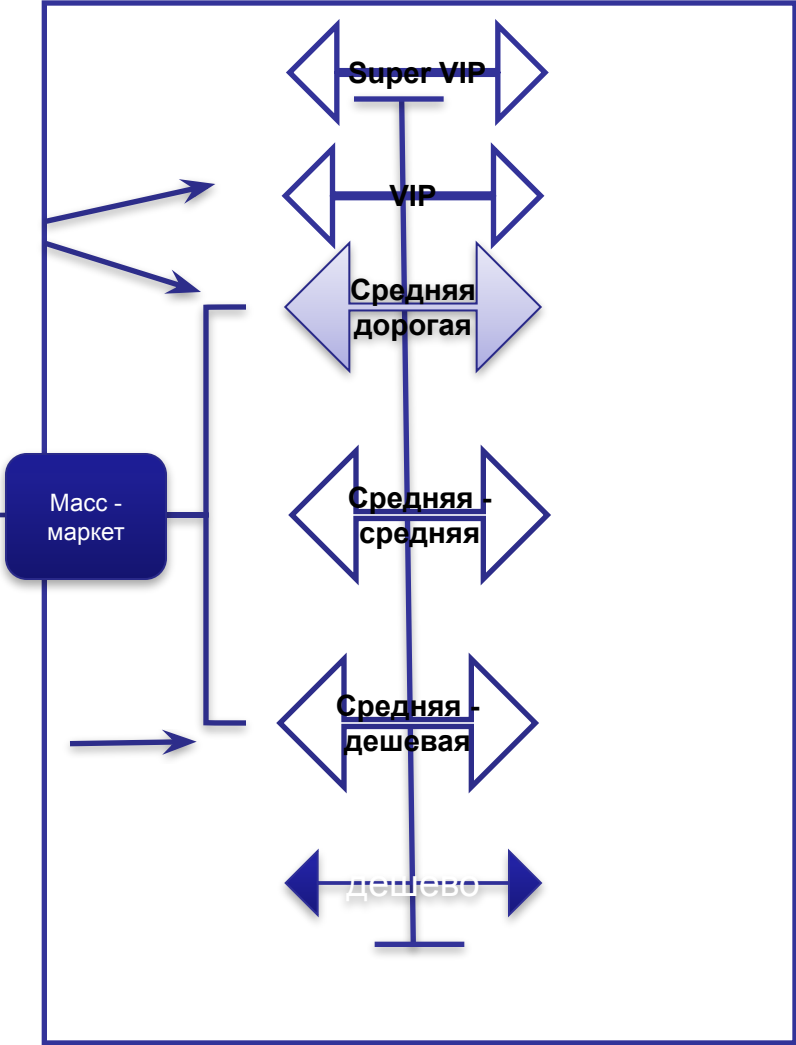 Super VIP
VIP
Средняя
дорогая
Масс -
маркет
Средняя -
средняя
Средняя -
дешевая
дешево